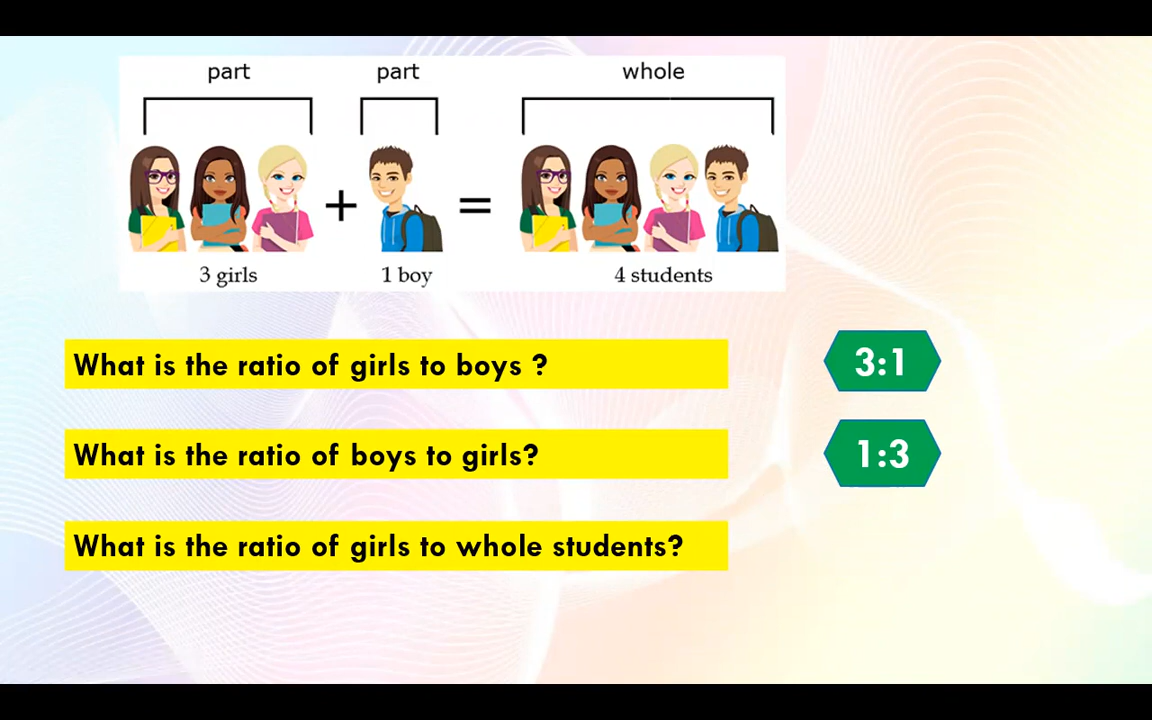 part part whole
+ =
3 girls 1 boy 4 students
What is the ratio of girls to boys ? 3:1
What is the ratio of boys to girls? 1:3
What is the ratio of girls to whole students?